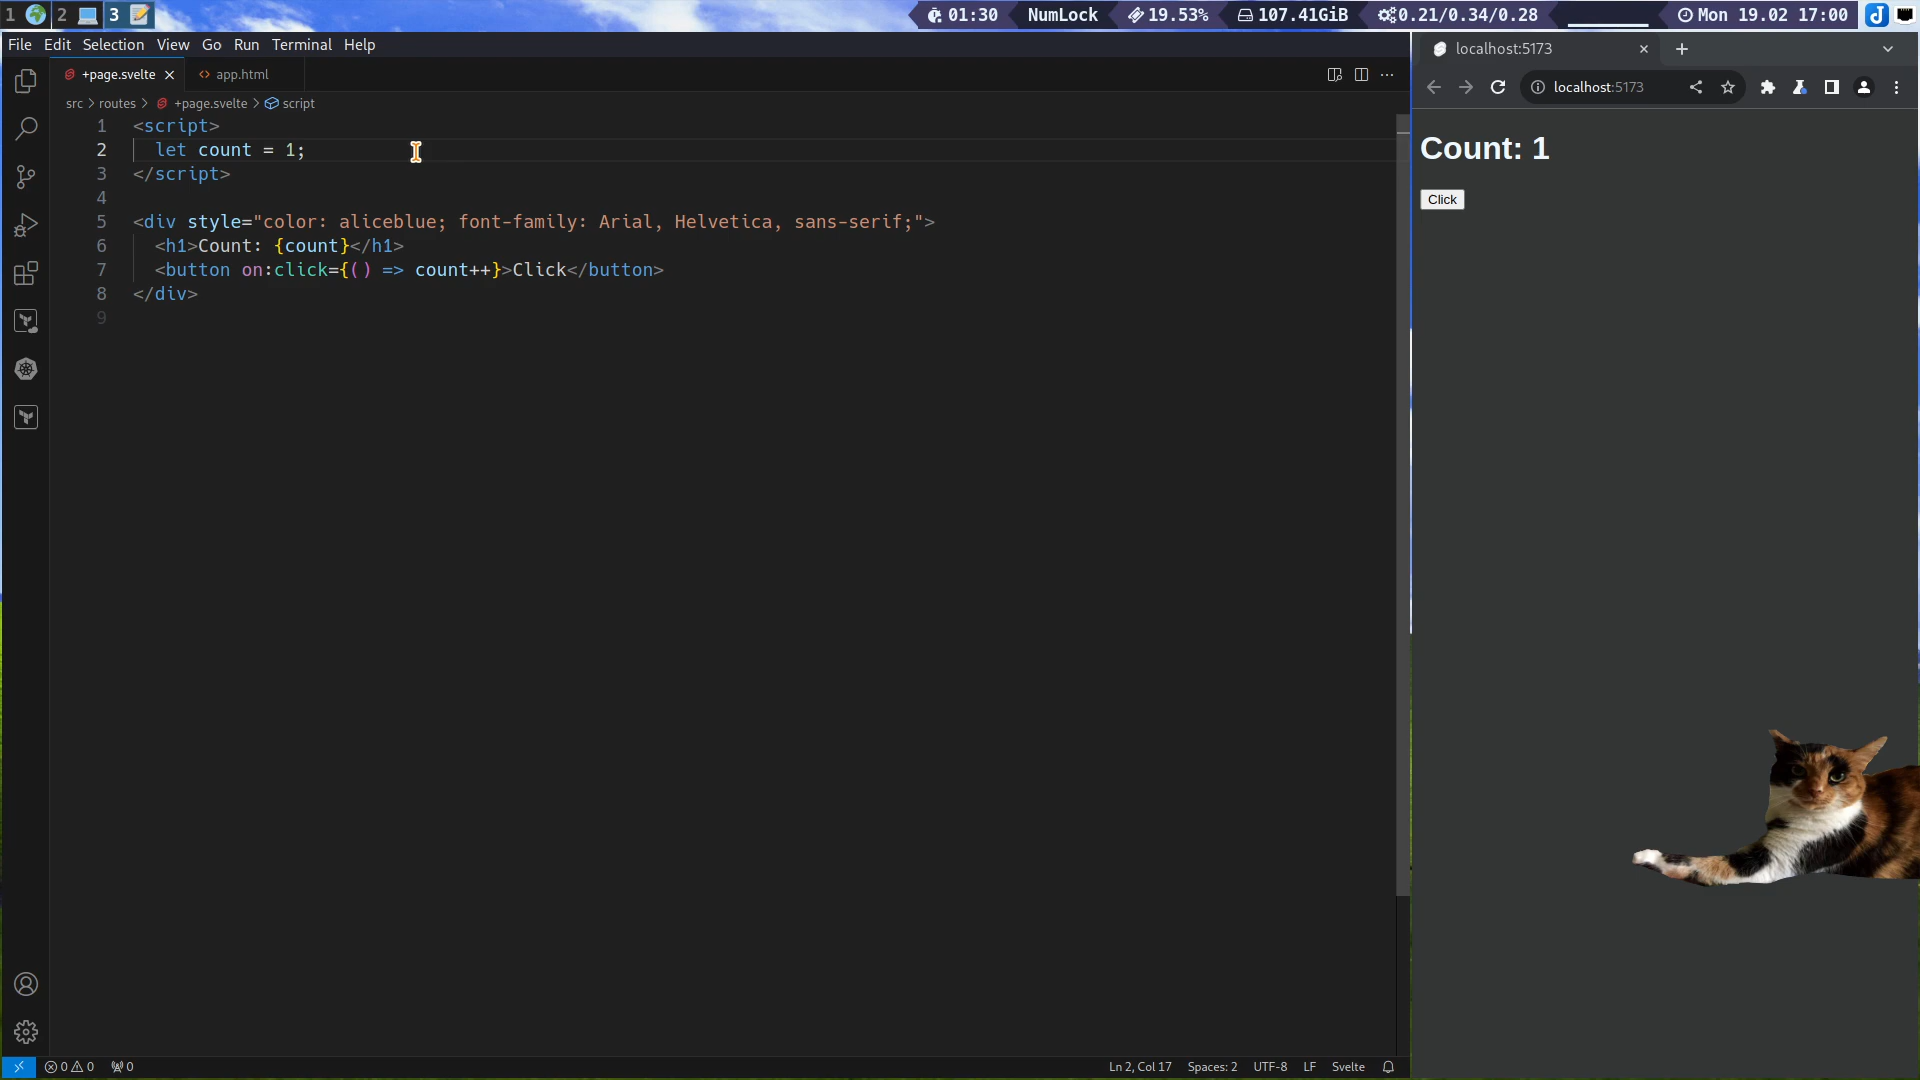 1 2 3 01:30 NumLock 19.53% 107.41GiB 0.21/0.34/0.28 Mon 19.02 17:00
File Edit Selection View Go Run Terminal Help
+page.svelte app.html
src > routes > +page.svelte > script
1 <script>
2 let count = 1;
3 </script>
4
5 <div style="color: aliceblue; font-family: Arial, Helvetica, sans-serif;">
6 <h1>Count: {count}</h1>
7 <button on:click={() => count++}>Click</button>
8 </div>
9
0 0 0 Ln 2, Col 17 Spaces: 2 UTF-8 LF Svelte
localhost:5173
localhost:5173
Count: 1
Click